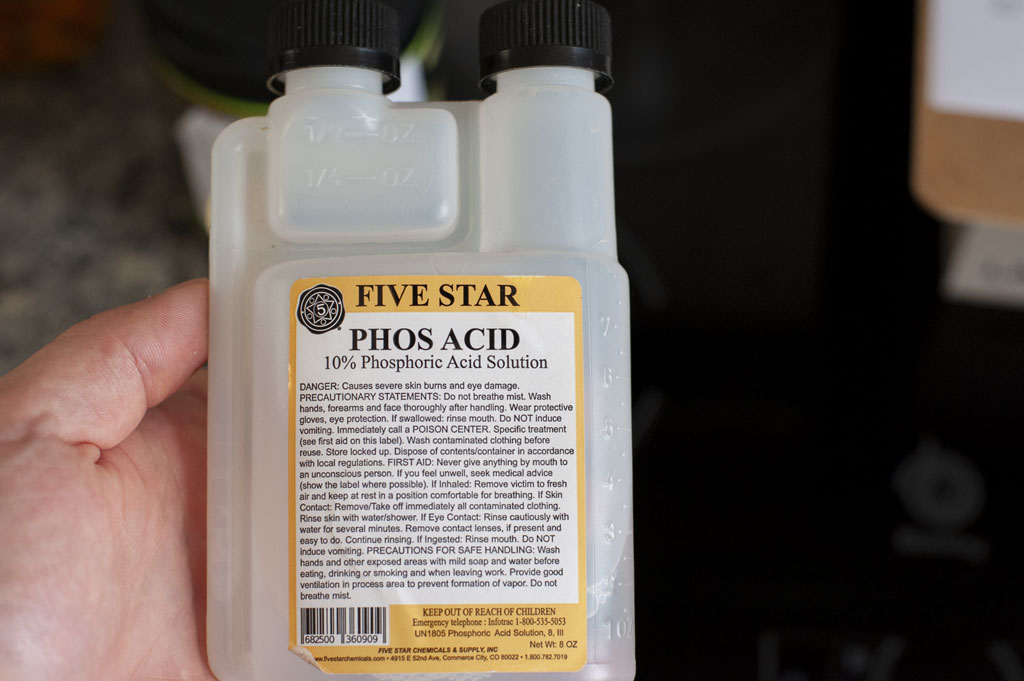 1/2 OZ
1/4 OZ
5
FIVE STAR
PHOS ACID
10% Phosphoric Acid Solution
DANGER: Causes severe skin burns and eye damage.
PRECAUTIONARY STATEMENTS: Do not breathe mist. Wash
hands, forearms and face thoroughly after handling. Wear protective
gloves, eye protection. If swallowed: rinse mouth. Do NOT induce
vomiting. Immediately call a POISON CENTER. Specific treatment
(see first aid on this label). Wash contaminated clothing before
reuse. Store locked up. Dispose of contents/container in accordance
with local regulations. FIRST AID: Never give anything by mouth to
an unconscious person. If you feel unwell, seek medical advice
(show the label where possible). If Inhaled: Remove victim to fresh
air and keep at rest in a position comfortable for breathing. If Skin
Contact: Remove/Take off immediately all contaminated clothing.
Rinse skin with water/shower. If Eye Contact: Rinse cautiously with
water for several minutes. Remove contact lenses, if present and
easy to do. Continue rinsing. If Ingested: Rinse mouth. Do NOT
induce vomiting. PRECAUTIONS FOR SAFE HANDLING: Wash
hands and other exposed areas with mild soap and water before
eating, drinking or smoking and when leaving work. Provide good
ventilation in process area to prevent formation of vapor. Do not
breathe mist.
682500 360909
KEEP OUT OF REACH OF CHILDREN
Emergency telephone : Infotrac 1-800-535-5053
UN1805 Phosphoric Acid Solution, 8, III
Net Wt: 8 OZ
FIVE STAR CHEMICALS & SUPPLY, INC
www.fivestarchemicals.com • 4915 E 52nd Ave, Commerce City, CO 80022 • 1.800.782.7019
7
6
5
4
1 OZ